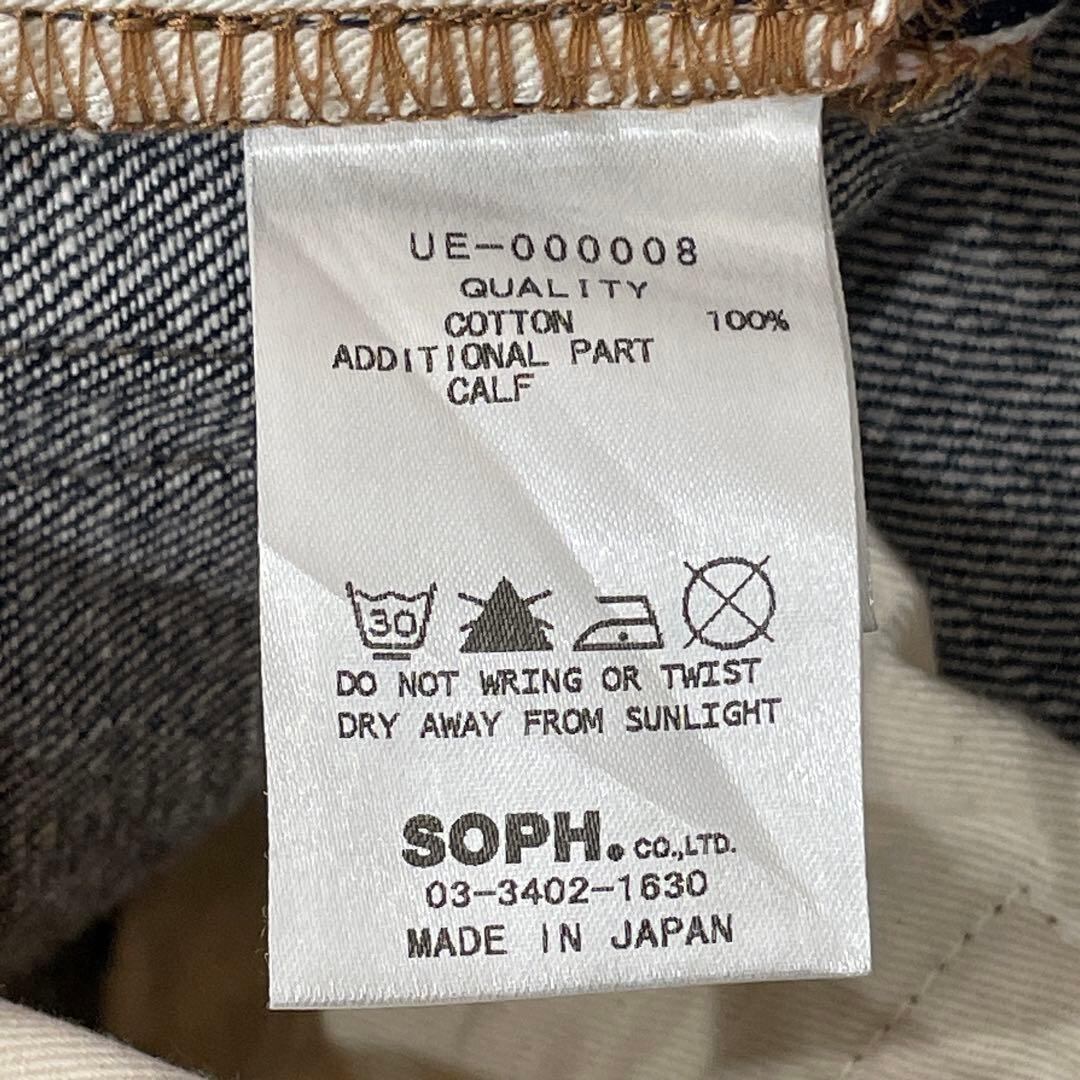 UE-000008
QUALITY
COTTON 100%
ADDITIONAL PART
CALF
30
DO NOT WRING OR TWIST
DRY AWAY FROM SUNLIGHT
SOPH. CO.,LTD.
03-3402-1630
MADE IN JAPAN